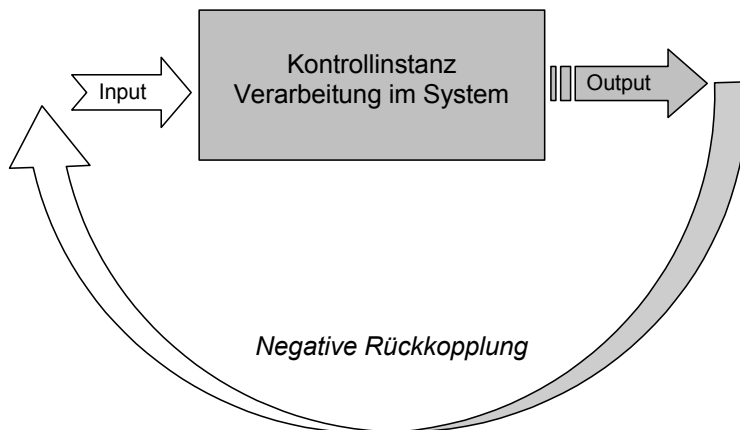 Kontrollinstanz
Verarbeitung im System
Input
Output
Negative Rückkopplung